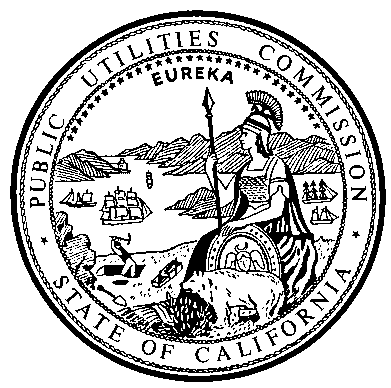 PUBLIC UTILITIES COMMISSION
EUREKA
STATE OF CALIFORNIA